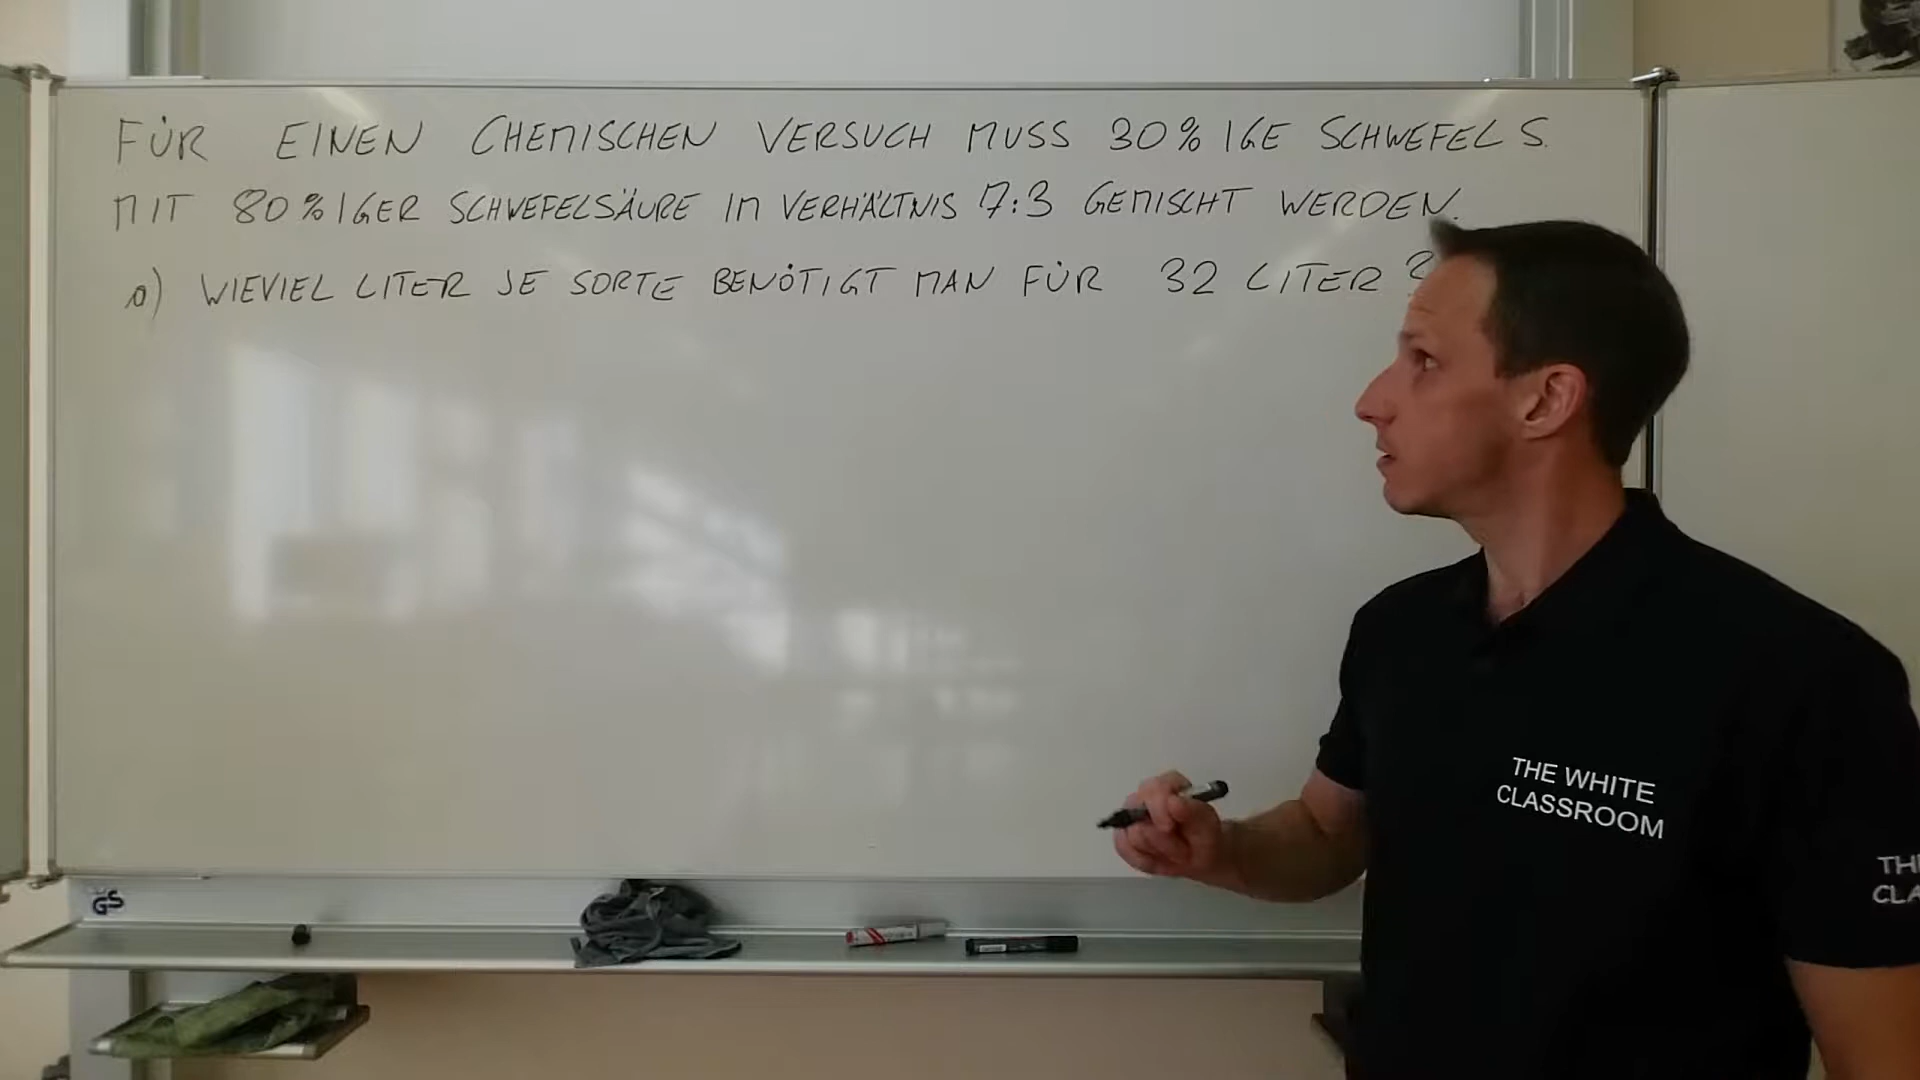 FÜR EINEN CHEMISCHEN VERSUCH MUSS 30%IGE SCHWEFELS.
MIT 80%IGER SCHWEFELSÄURE IM VERHÄLTNIS 7:3 GEMISCHT WERDEN.
a) WIEVIEL LITER JE SORTE BENÖTIGT MAN FÜR 32 LITER?
THE WHITE
CLASSROOM
GS